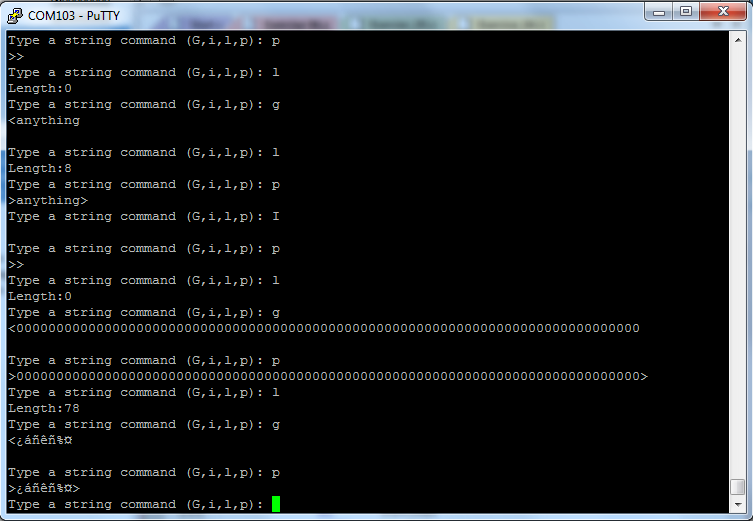 COM103 - PuTTY
Type a string command (G,i,l,p): p
>>
Type a string command (G,i,l,p): l
Length:0
Type a string command (G,i,l,p): g
<anything
Type a string command (G,i,l,p): l
Length:8
Type a string command (G,i,l,p): p
>anything>
Type a string command (G,i,l,p): I
Type a string command (G,i,l,p): p
>>
Type a string command (G,i,l,p): l
Length:0
Type a string command (G,i,l,p): g
<000000000000000000000000000000000000000000000000000000000000000000000000000000
Type a string command (G,i,l,p): p
>000000000000000000000000000000000000000000000000000000000000000000000000000000>
Type a string command (G,i,l,p): l
Length:78
Type a string command (G,i,l,p): g
<¿áñêñ%¤
Type a string command (G,i,l,p): p
>¿áñêñ%¤>
Type a string command (G,i,l,p):